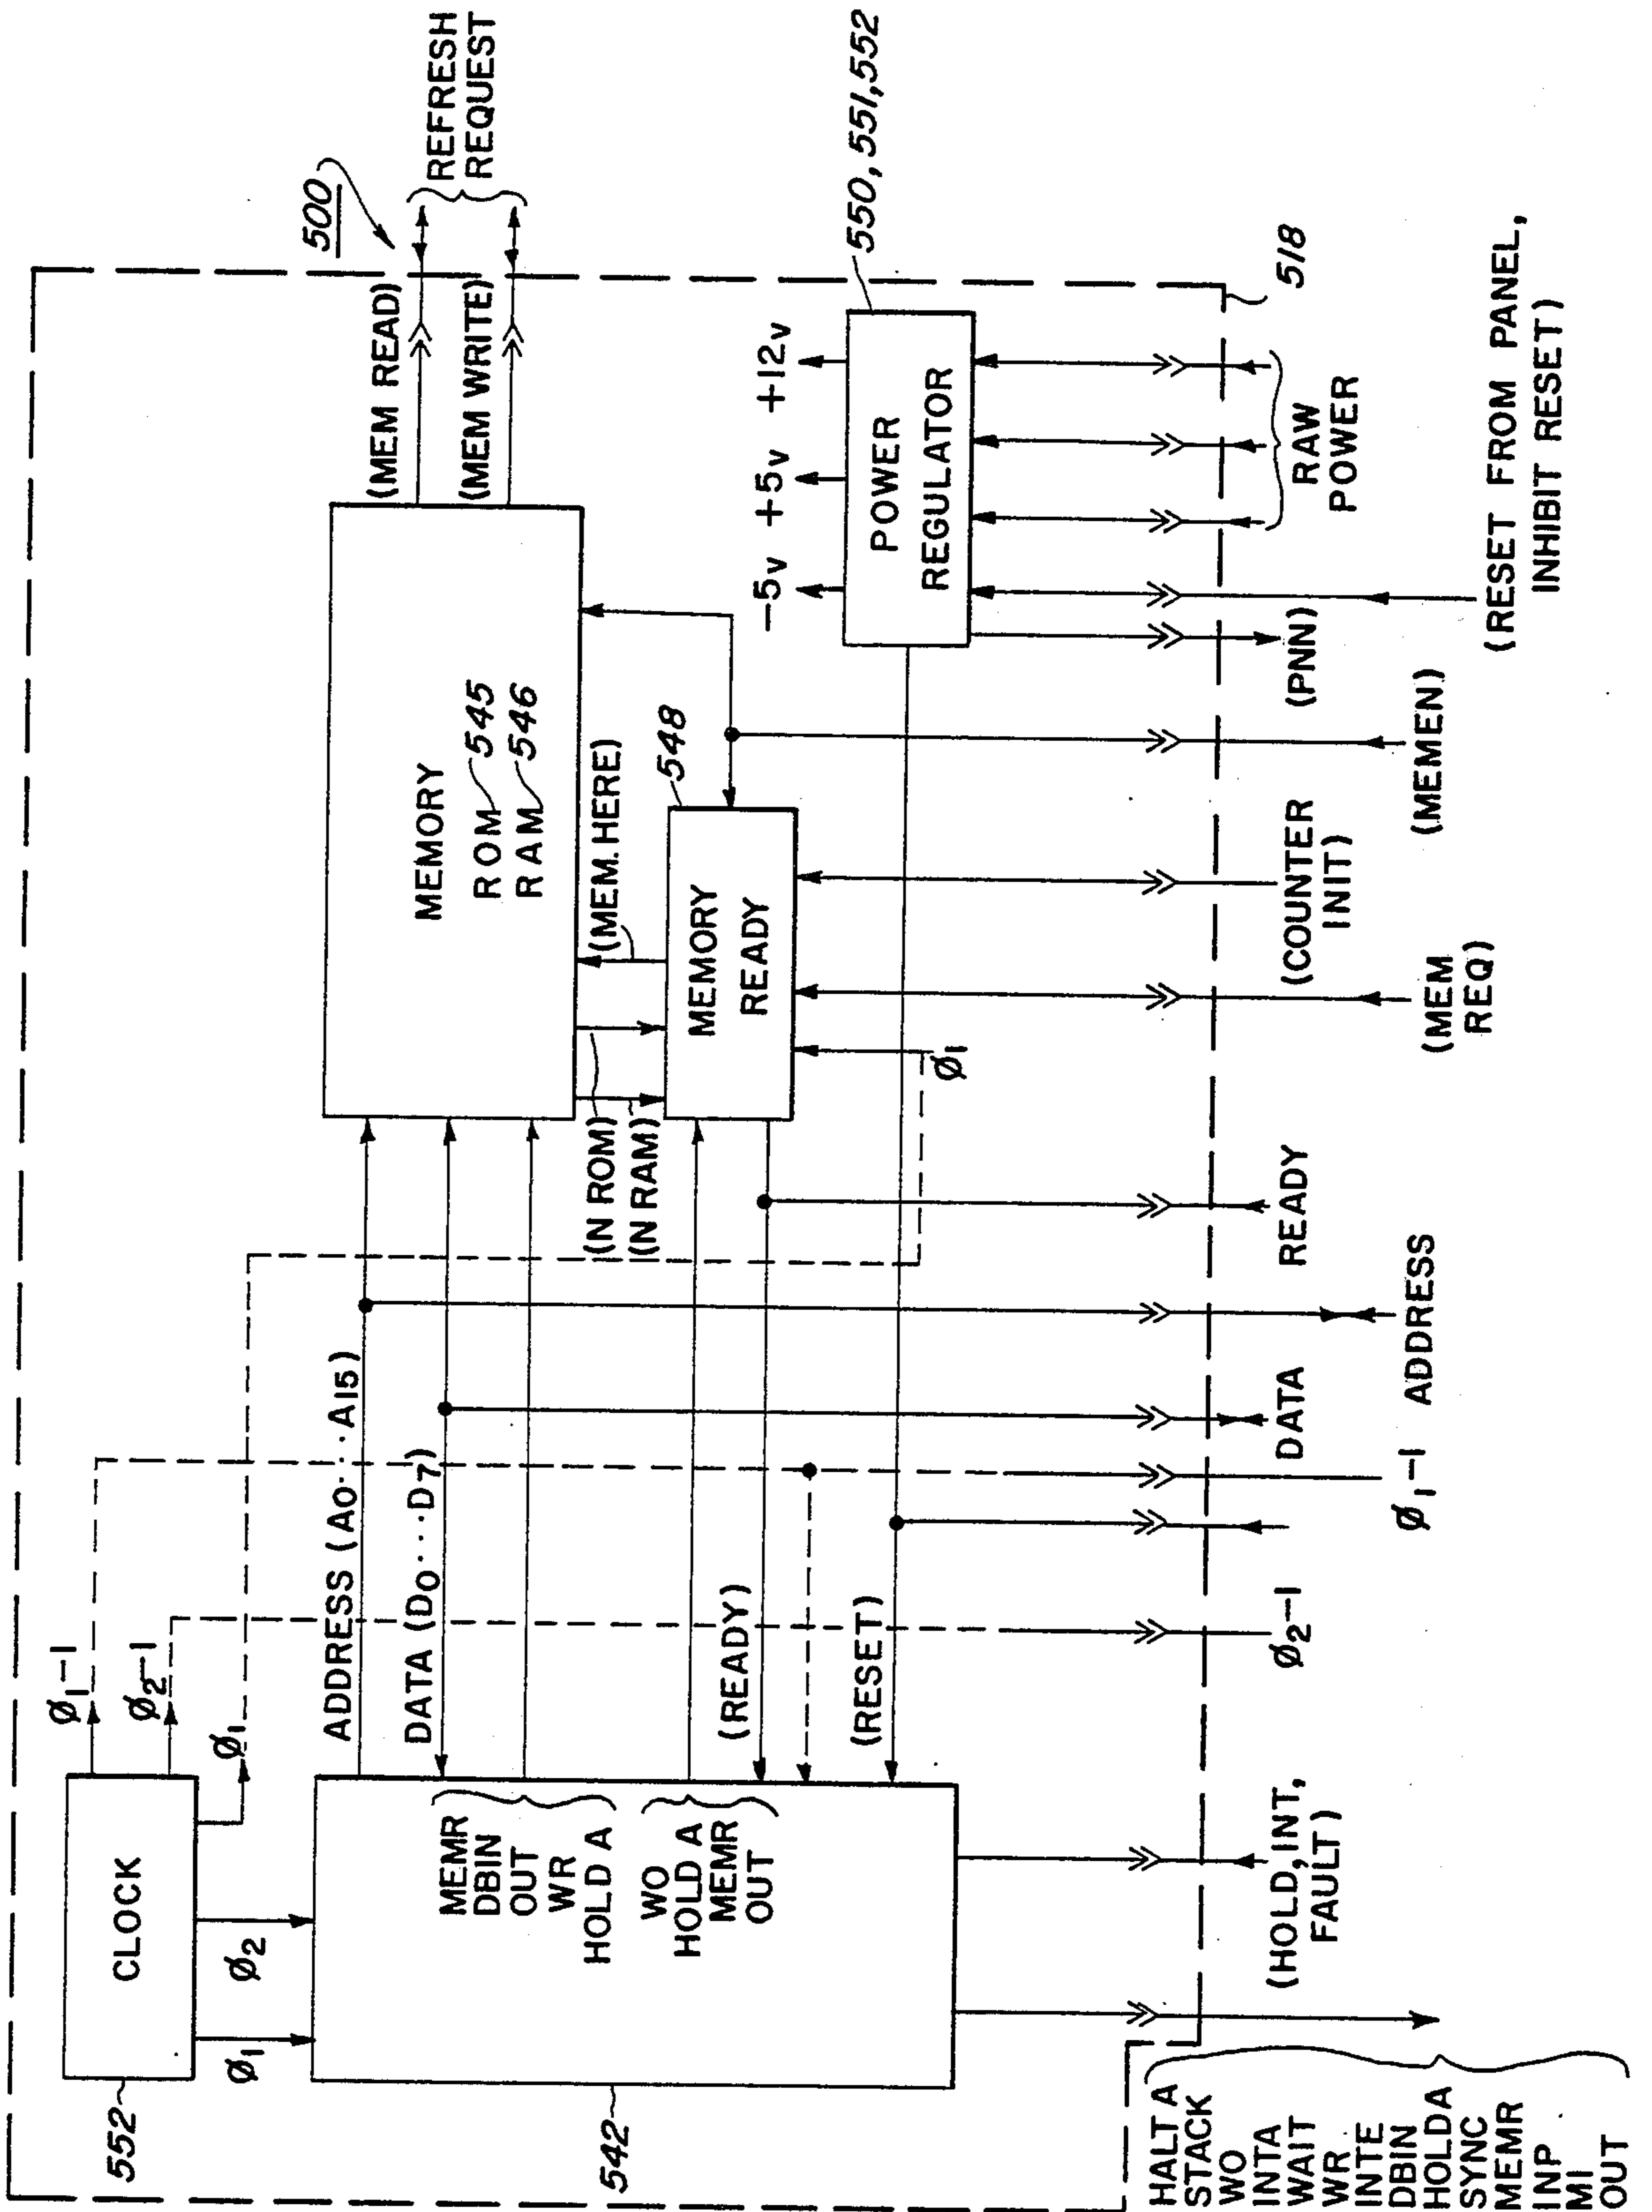 552
CLOCK
Ø1
Ø2
Ø1
Ø2-1
Ø1-1
542
MEMR
DBIN
OUT
WR
HOLD A
WO
HOLD A
MEMR
OUT
ADDRESS (A0···A15)
DATA (D0···D7)
(READY)
(RESET)
MEMORY
ROM 545
RAM 546
(MEM READ)
(MEM WRITE)
500
REFRESH
REQUEST
(N ROM)
(N RAM)
(MEM. HERE)
548
MEMORY
READY
Ø1
-5v +5v +12v
POWER
REGULATOR
550, 551, 552
518
HALT A
STACK
WO
INTA
WAIT
WR
INTE
DBIN
HOLDA
SYNC
MEMR
INP
MI
OUT
(HOLD, INT,
FAULT)
Ø2-1
Ø1-1
DATA
ADDRESS
READY
(MEM
REQ)
(COUNTER
INIT)
(MEMEN)
(PNN)
RAW
POWER
(RESET FROM PANEL,
INHIBIT RESET)